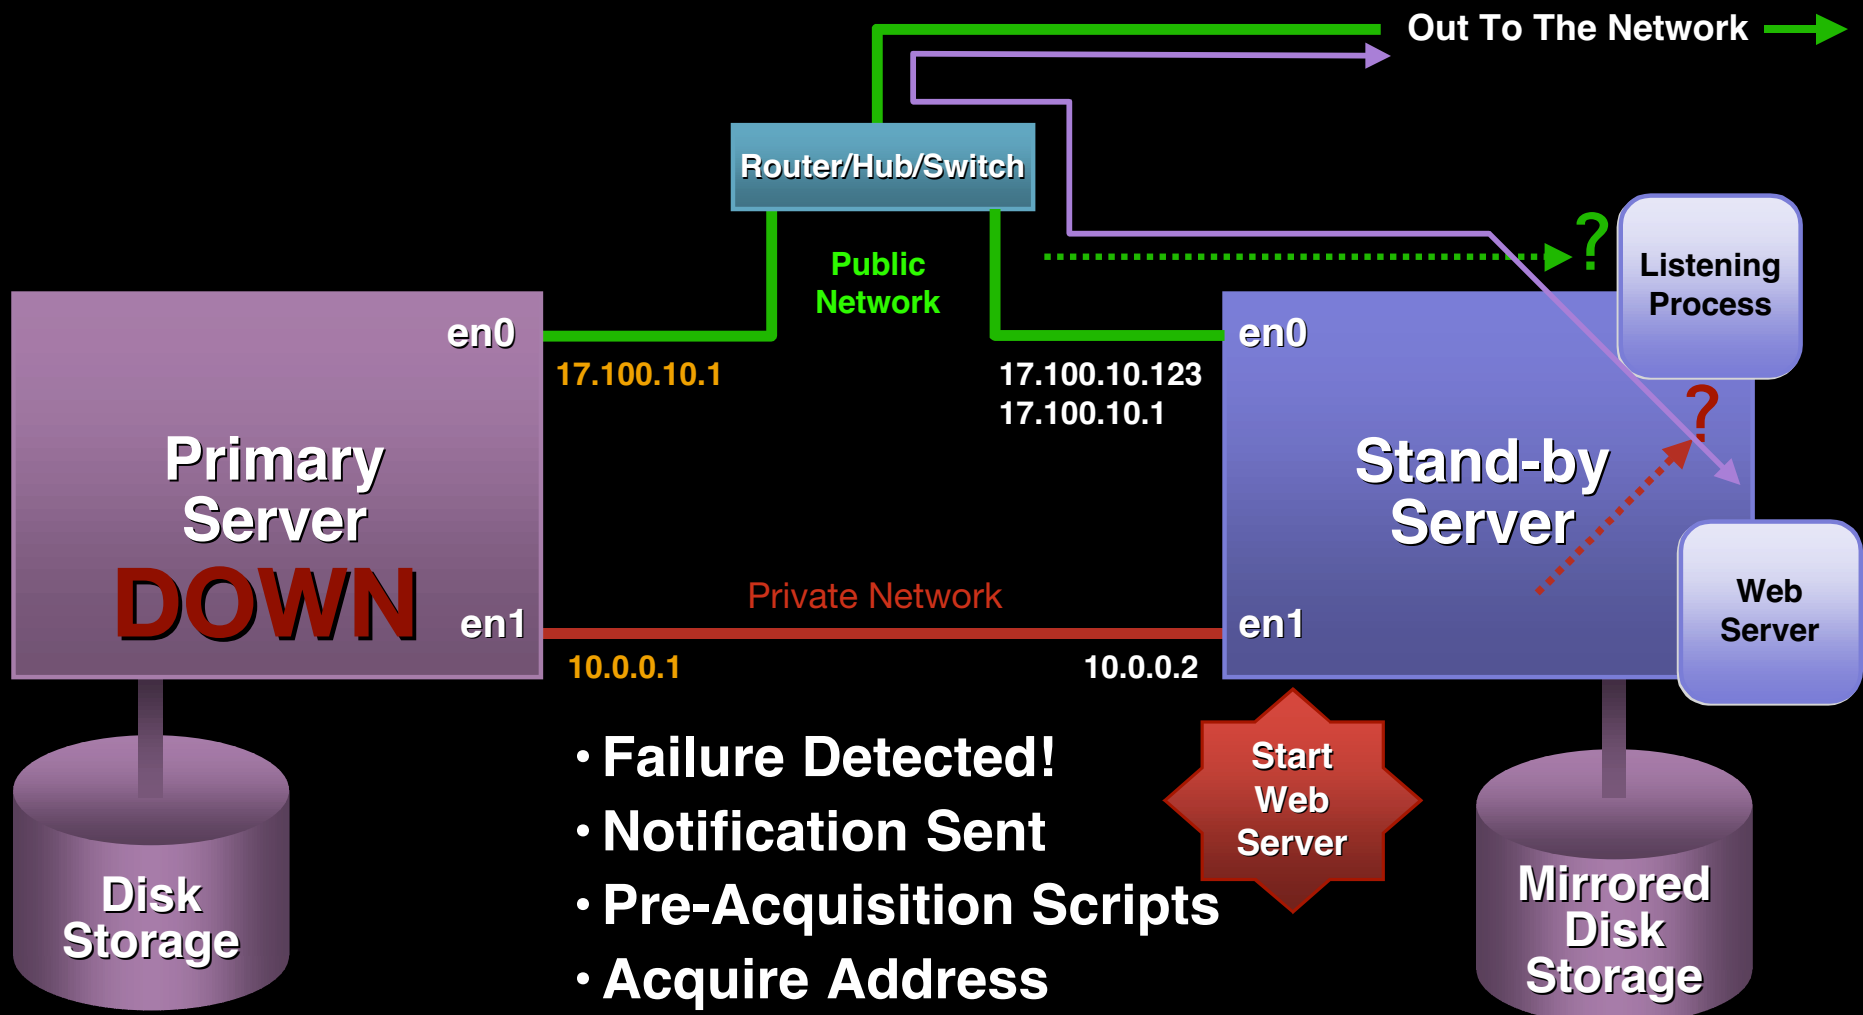 Out To The Network
Router/Hub/Switch
?
Listening
Process
Public
Network
en0
en0
17.100.10.1
17.100.10.123
17.100.10.1
?
Primary
Server
DOWN
Stand-by
Server
Private Network
Web
Server
en1
en1
10.0.0.1
10.0.0.2
• Failure Detected!
• Notification Sent
• Pre-Acquisition Scripts
• Acquire Address
Start
Web
Server
Disk
Storage
Mirrored
Disk
Storage